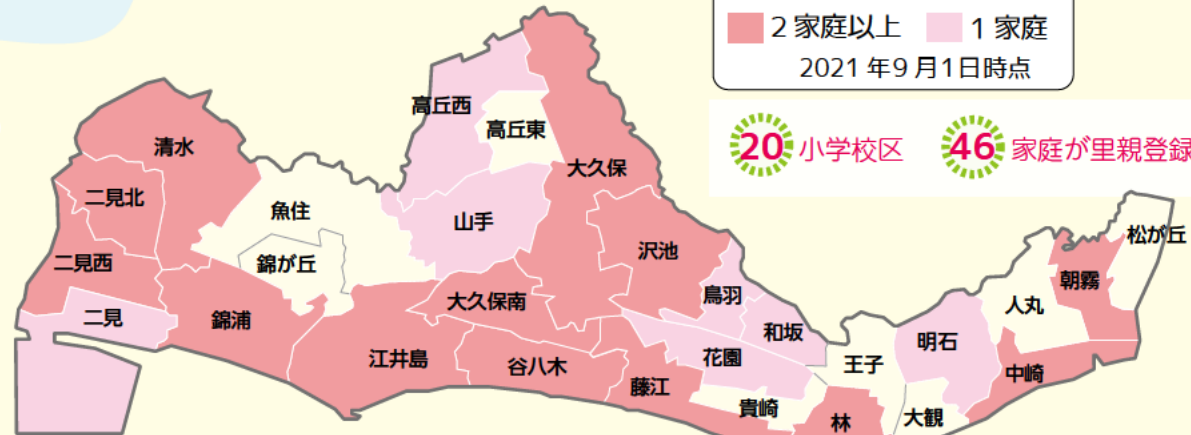 2家庭以上 1家庭
2021年9月1日時点
20 小学校区 46 家庭が里親登録
高丘西
高丘東
清水
大久保
二見北
魚住
山手
松が丘
沢池
二見西
錦が丘
朝霧
鳥羽
大久保南
人丸
二見
錦浦
和坂
明石
江井島
花園
王子
谷八木
中崎
藤江
貴崎
林
大観